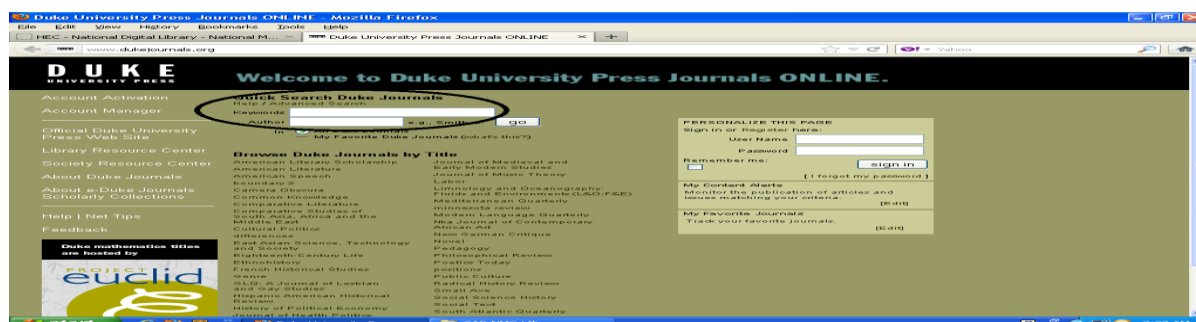 Duke University Press Journals ONLINE - Mozilla Firefox
File Edit View History Bookmarks Tools Help
HEC - National Digital Library - National M...
Duke University Press Journals ONLINE
www.dukejournals.org
Yahoo
DUKE
UNIVERSITY PRESS
Welcome to Duke University Press Journals ONLINE.
Account Activation
Account Manager
Official Duke University
Press Web Site
Library Resource Center
Society Resource Center
About Duke Journals
About e-Duke Journals
Scholarly Collections
Help | Net Tips
Feedback
Duke mathematics titles
are hosted by
PROJECT
euclid
Quick Search Duke Journals
Help / Advanced Search
Keywords
Author e.g., Smith go
In All Duke Journals
My Favorite Duke Journals (what's this?)
Browse Duke Journals by Title
American Literary Scholarship
American Literature
American Speech
boundary 2
Camera Obscura
Common Knowledge
Comparative Literature
Comparative Studies of
South Asia, Africa and the
Middle East
Cultural Politics
differences
East Asian Science, Technology
and Society
Eighteenth-Century Life
Ethnohistory
French Historical Studies
Genre
GLQ: A Journal of Lesbian
and Gay Studies
Hispanic American Historical
Review
History of Political Economy
Journal of Health Politics
Journal of Medieval and
Early Modern Studies
Journal of Music Theory
Labor
Limnology and Oceanography:
Fluids and Environments (L&O:F&E)
Mediterranean Quarterly
minnesota review
Modern Language Quarterly
Nka Journal of Contemporary
African Art
New German Critique
Novel
Pedagogy
Philosophical Review
Poetics Today
positions
Public Culture
Radical History Review
Small Axe
Social Science History
Social Text
South Atlantic Quarterly
PERSONALIZE THIS PAGE
Sign in or Register here:
User Name
Password
Remember me:
sign in
[I forgot my password]
My Content Alerts
Monitor the publication of articles and
issues matching your criteria.
[Edit]
My Favorite Journals
Track your favorite journals.
[Edit]
start